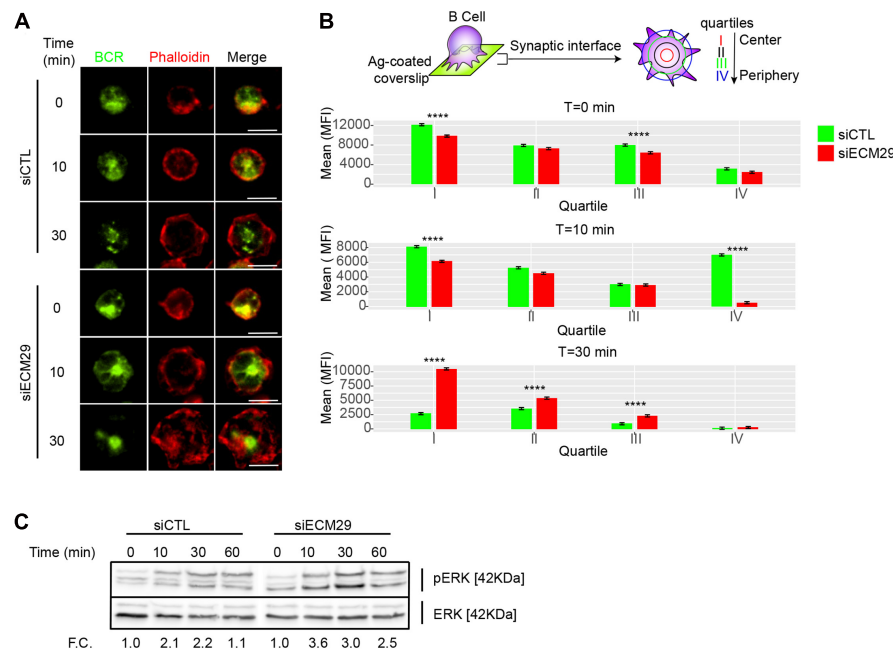 A
Time (min)
BCR
Phalloidin
Merge
siCTL
0
10
30
siECM29
0
10
30
B
B Cell
Ag-coated coverslip
Synaptic interface
quartiles
I
II
III
IV
Center
Periphery
siCTL
siECM29
T=0 min
Mean (MFI)
12000
8000
4000
0
****
****
I
II
III
IV
Quartile
T=10 min
Mean ( MFI)
8000
6000
4000
2000
0
****
****
I
II
III
IV
Quartile
T=30 min
Mean (MFI)
10000
7500
5000
2500
0
****
****
****
I
II
III
IV
Quartile
C
siCTL siECM29
Time (min) 0 10 30 60 0 10 30 60
pERK [42KDa]
ERK [42KDa]
F.C. 1.0 2.1 2.2 1.1 1.0 3.6 3.0 2.5